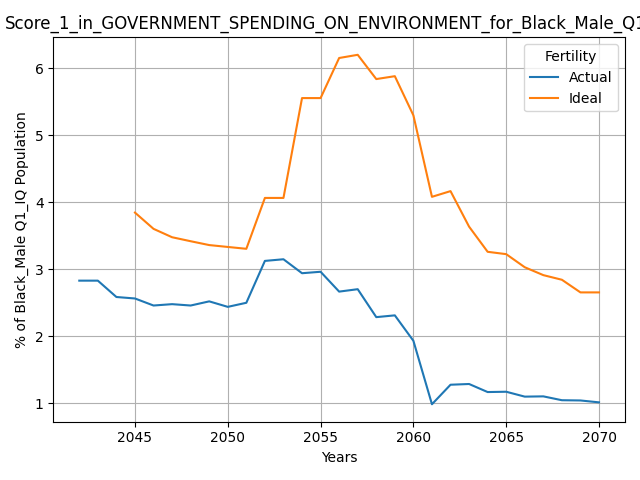 Score_1_in_GOVERNMENT_SPENDING_ON_ENVIRONMENT_for_Black_Male_Q1
Fertility
Actual
Ideal
% of Black_Male Q1_IQ Population
6
5
4
3
2
1
2045 2050 2055 2060 2065 2070
Years